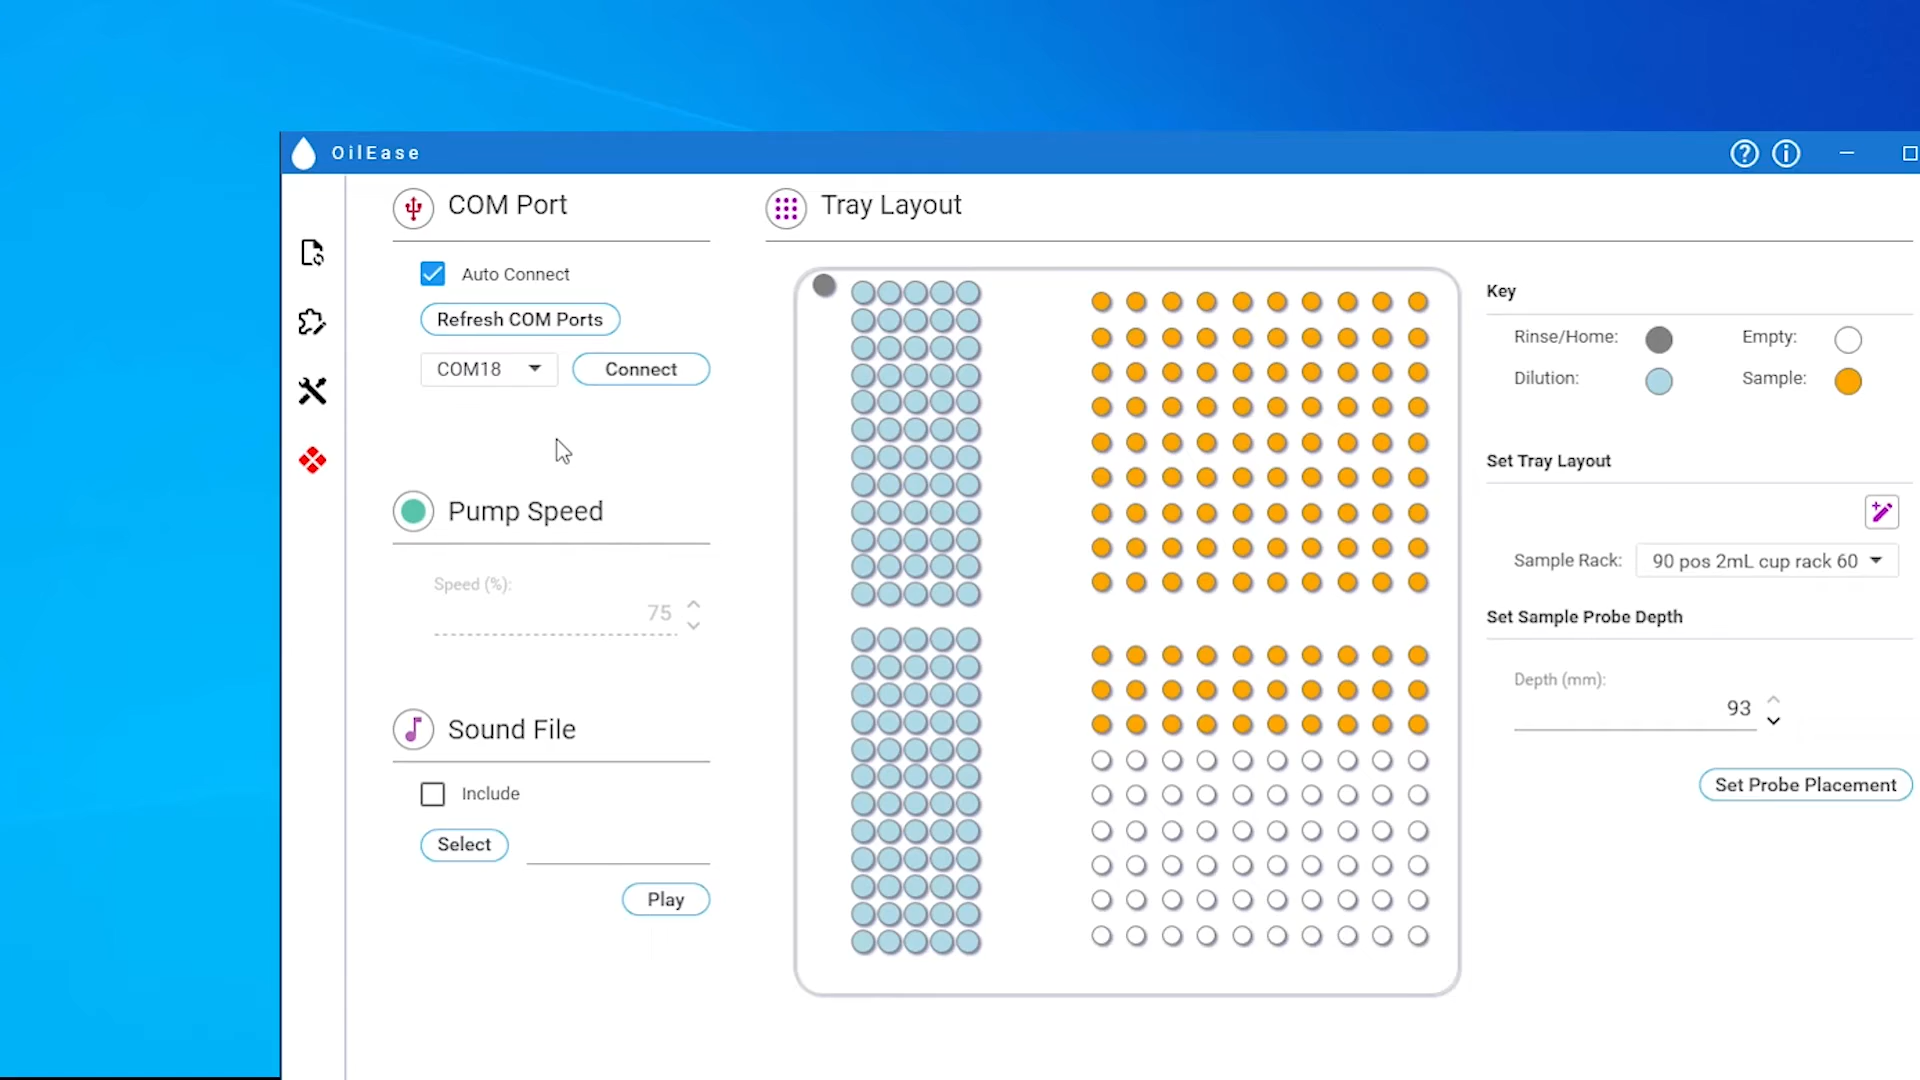 OilEase
COM Port
Auto Connect
Refresh COM Ports
COM18
Connect
Pump Speed
Speed (%):
75
Sound File
Include
Select
Play
Tray Layout
Key
Rinse/Home:
Empty:
Dilution:
Sample:
Set Tray Layout
Sample Rack:
90 pos 2mL cup rack 60
Set Sample Probe Depth
Depth (mm):
93
Set Probe Placement